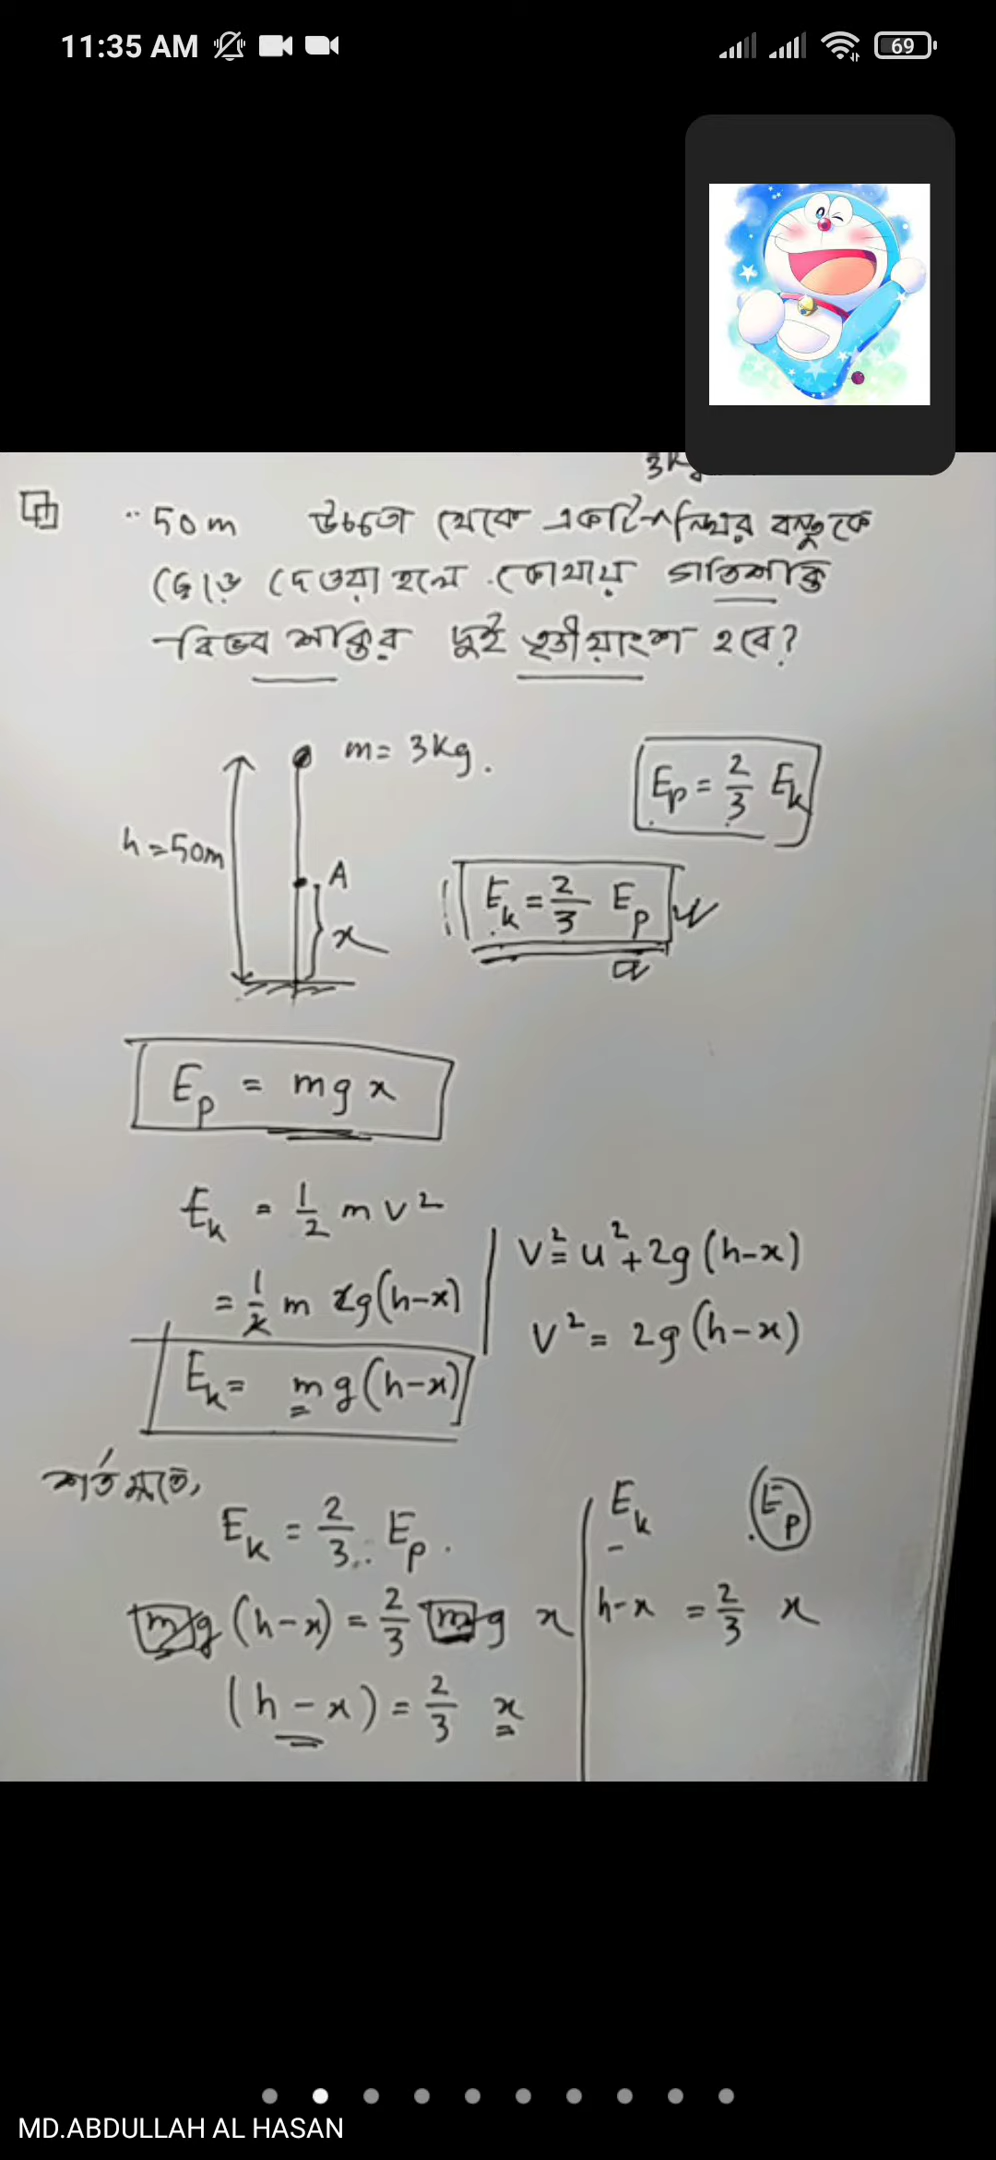 11:35 AM
69
3kg
50m উচ্চতা থেকে একটি স্থির বস্তুকে
ছেড়ে দেওয়া হলে কোথায় গতিশক্তি
বিভব শক্তির দুই তৃতীয়াংশ হবে?
m= 3kg.
Ep = 2/3 Ek
h=50m
A
Ek = 2/3 Ep
x
Ep = mgx
Ek = 1/2 mv²
v² = u² + 2g(h-x)
= 1/2 m 2g(h-x)
v² = 2g(h-x)
Ek = mg(h-x)
শর্তমতে,
Ek = 2/3 Ep.
Ek Ep
mg(h-x) = 2/3 mg x
h-x = 2/3 x
(h-x) = 2/3 x
MD.ABDULLAH AL HASAN